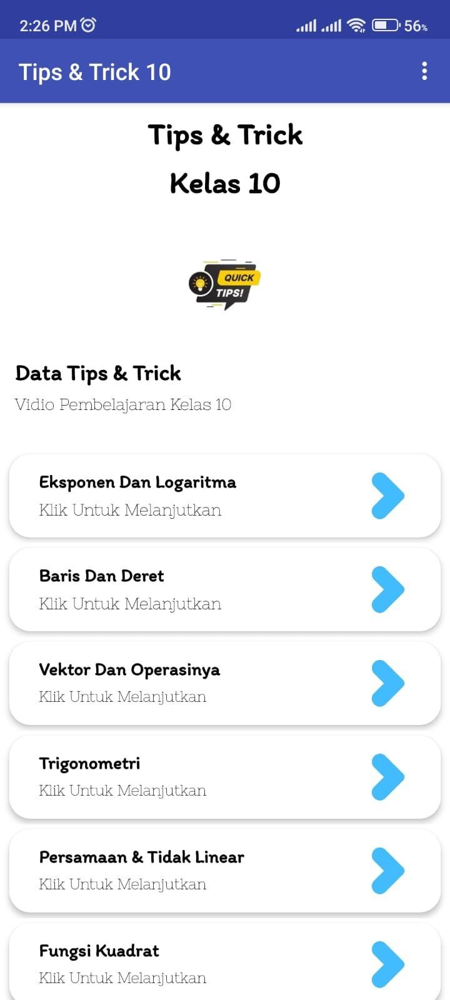 2:26 PM
56%
Tips & Trick 10
Tips & Trick
Kelas 10
QUICK
TIPS!
Data Tips & Trick
Vidio Pembelajaran Kelas 10
Eksponen Dan Logaritma
Klik Untuk Melanjutkan
Baris Dan Deret
Klik Untuk Melanjutkan
Vektor Dan Operasinya
Klik Untuk Melanjutkan
Trigonometri
Klik Untuk Melanjutkan
Persamaan & Tidak Linear
Klik Untuk Melanjutkan
Fungsi Kuadrat
Klik Untuk Melanjutkan